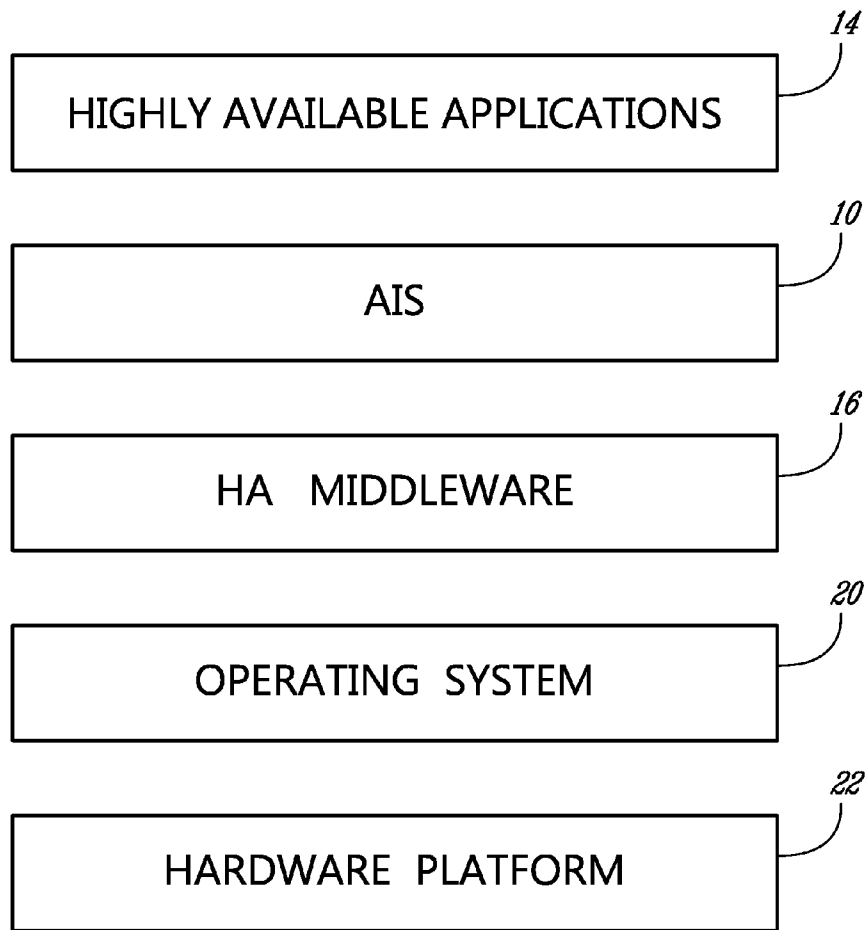 14
HIGHLY AVAILABLE APPLICATIONS
10
AIS
16
HA MIDDLEWARE
20
OPERATING SYSTEM
22
HARDWARE PLATFORM